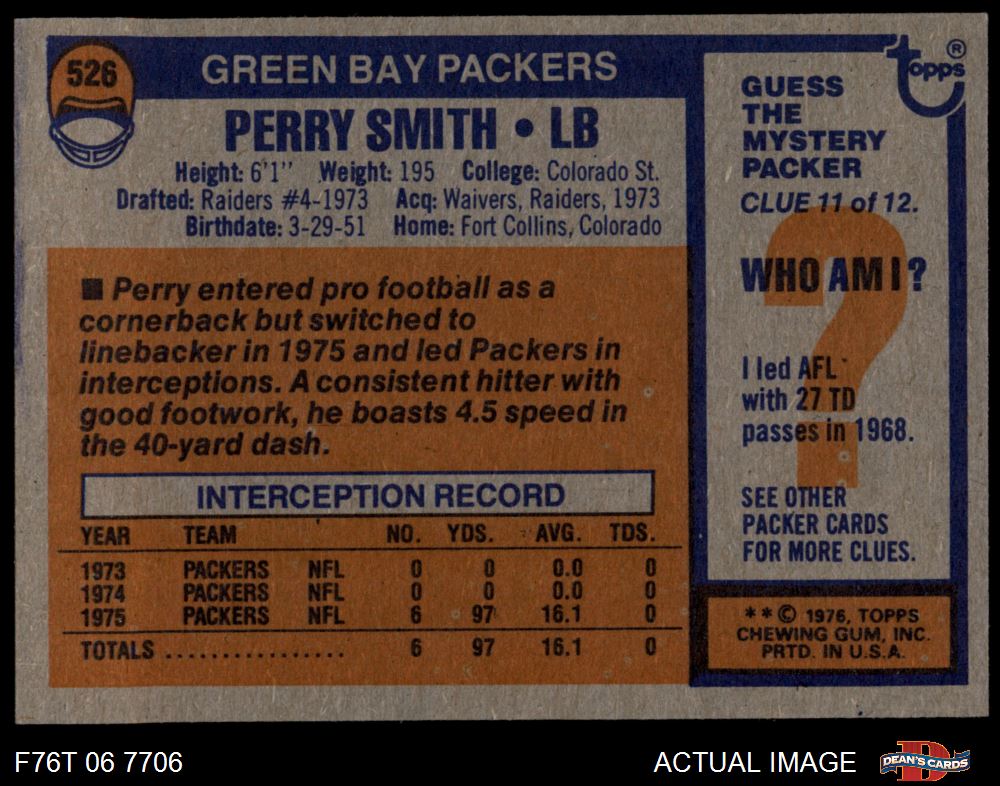 526
GREEN BAY PACKERS
PERRY SMITH • LB
Height: 6'1" Weight: 195 College: Colorado St.
Drafted: Raiders #4-1973 Acq: Waivers, Raiders, 1973
Birthdate: 3-29-51 Home: Fort Collins, Colorado
■ Perry entered pro football as a
cornerback but switched to
linebacker in 1975 and led Packers in
interceptions. A consistent hitter with
good footwork, he boasts 4.5 speed in
the 40-yard dash.
INTERCEPTION RECORD
YEAR TEAM NO. YDS. AVG. TDS.
1973 PACKERS NFL 0 0 0.0 0
1974 PACKERS NFL 0 0 0.0 0
1975 PACKERS NFL 6 97 16.1 0
TOTALS ................ 6 97 16.1 0
topps ®
GUESS
THE
MYSTERY
PACKER
CLUE 11 of 12.
?
WHO AM I?
I led AFL
with 27 TD
passes in 1968.
SEE OTHER
PACKER CARDS
FOR MORE CLUES.
**© 1976, TOPPS
CHEWING GUM, INC.
PRTD. IN U.S.A.
F76T 06 7706
ACTUAL IMAGE
D
DEAN'S CARDS